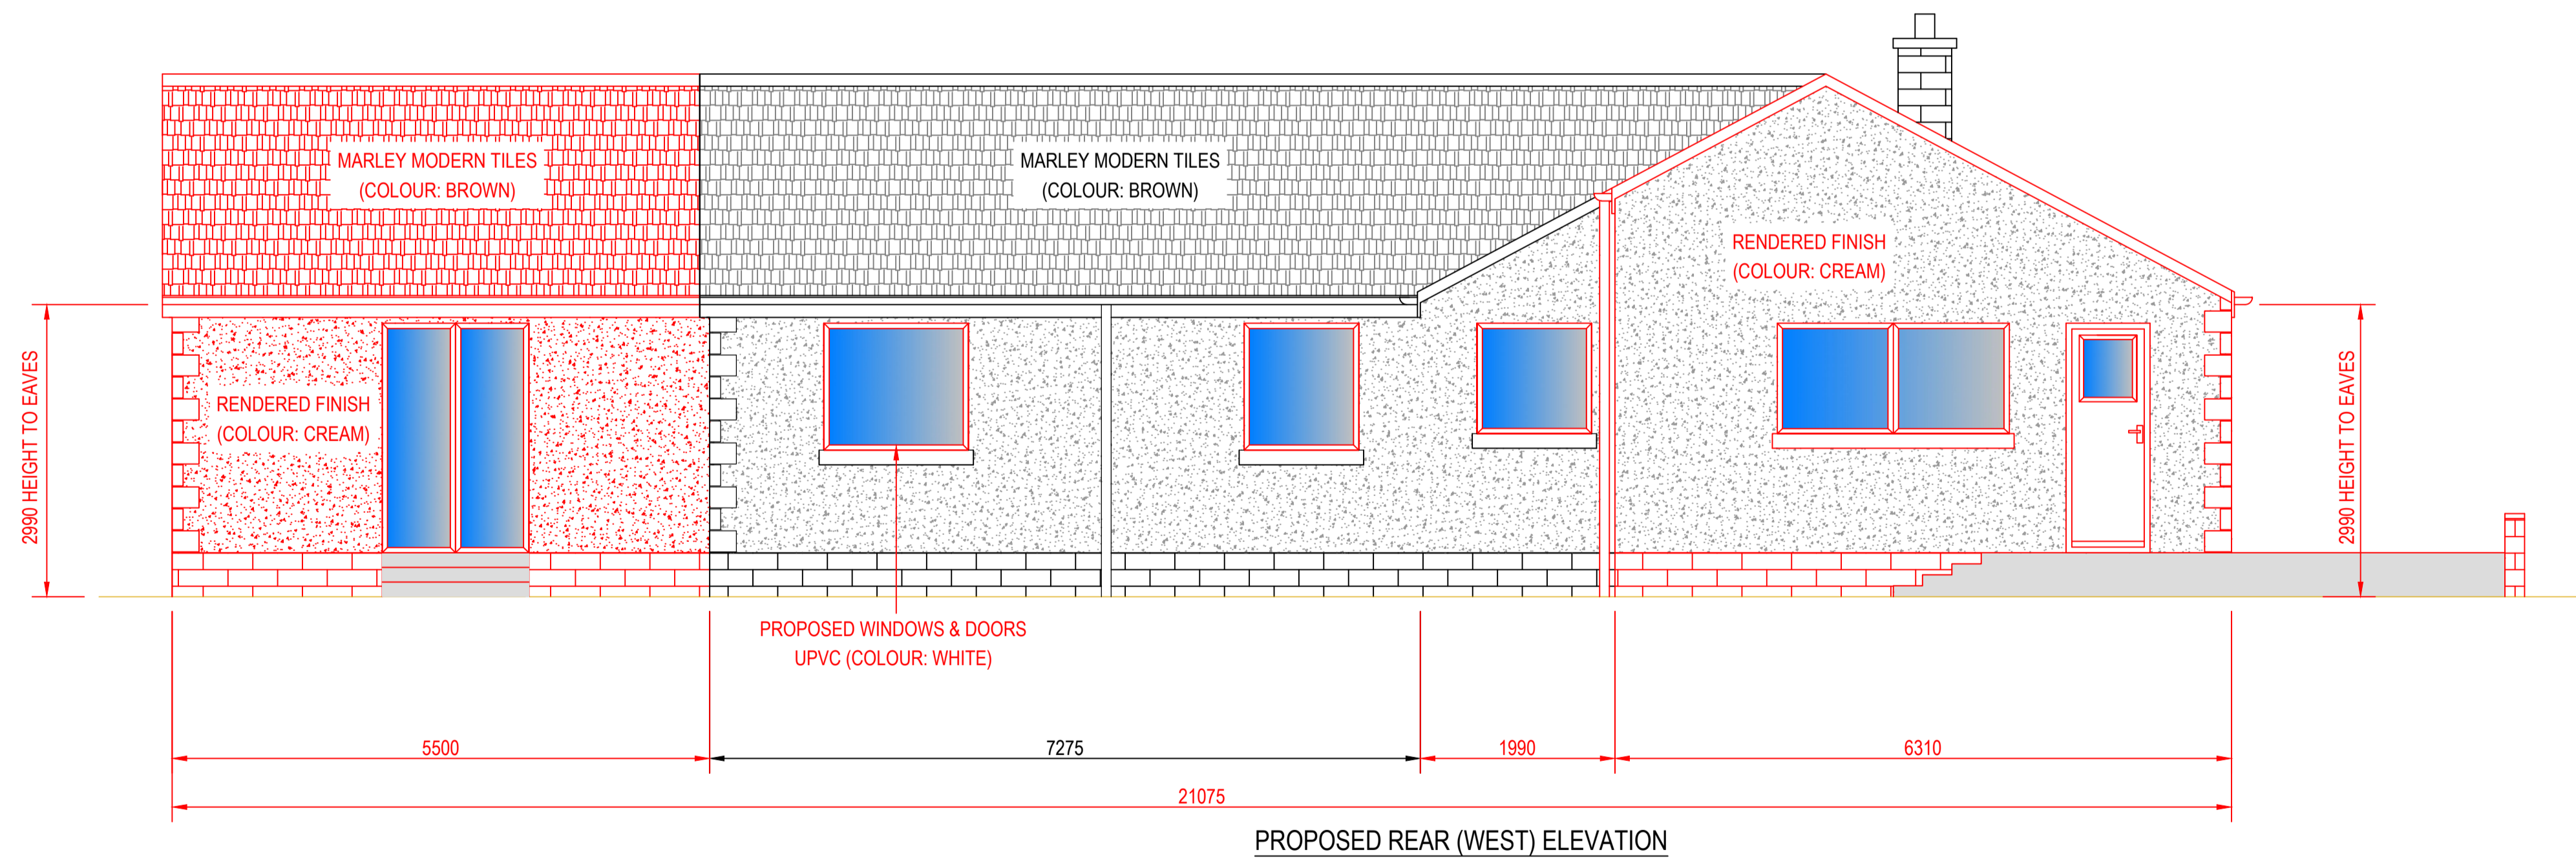 MARLEY MODERN TILES
(COLOUR: BROWN)
MARLEY MODERN TILES
(COLOUR: BROWN)
RENDERED FINISH
(COLOUR: CREAM)
2990 HEIGHT TO EAVES
RENDERED FINISH
(COLOUR: CREAM)
2990 HEIGHT TO EAVES
PROPOSED WINDOWS & DOORS
UPVC (COLOUR: WHITE)
5500
7275
1990
6310
21075
PROPOSED REAR (WEST) ELEVATION